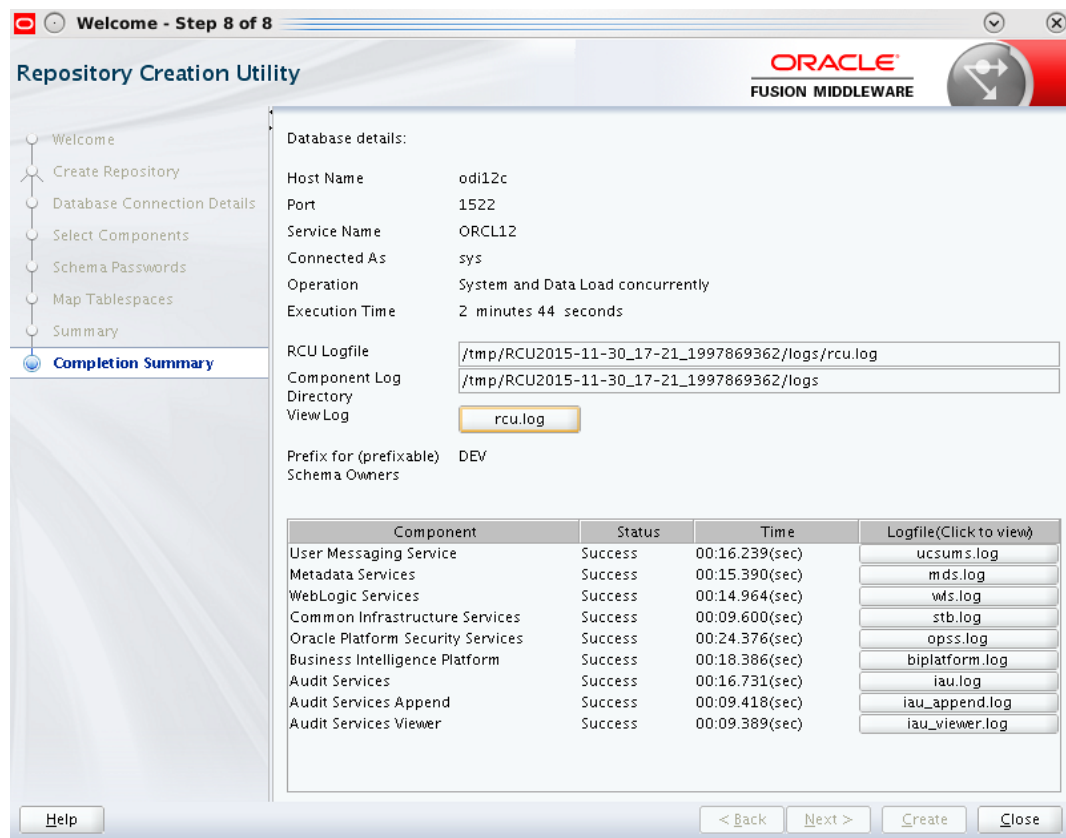 Welcome - Step 8 of 8
Repository Creation Utility
ORACLE
FUSION MIDDLEWARE
Welcome
Create Repository
Database Connection Details
Select Components
Schema Passwords
Map Tablespaces
Summary
Completion Summary
Database details:
Host Name odi12c
Port 1522
Service Name ORCL12
Connected As sys
Operation System and Data Load concurrently
Execution Time 2 minutes 44 seconds
RCU Logfile /tmp/RCU2015-11-30_17-21_1997869362/logs/rcu.log
Component Log Directory /tmp/RCU2015-11-30_17-21_1997869362/logs
View Log rcu.log
Prefix for (prefixable) Schema Owners DEV
Component Status Time Logfile(Click to view)
User Messaging Service Success 00:16.239(sec) ucsums.log
Metadata Services Success 00:15.390(sec) mds.log
WebLogic Services Success 00:14.964(sec) wls.log
Common Infrastructure Services Success 00:09.600(sec) stb.log
Oracle Platform Security Services Success 00:24.376(sec) opss.log
Business Intelligence Platform Success 00:18.386(sec) biplatform.log
Audit Services Success 00:16.731(sec) iau.log
Audit Services Append Success 00:09.418(sec) iau_append.log
Audit Services Viewer Success 00:09.389(sec) iau_viewer.log
Help < Back Next > Create Close